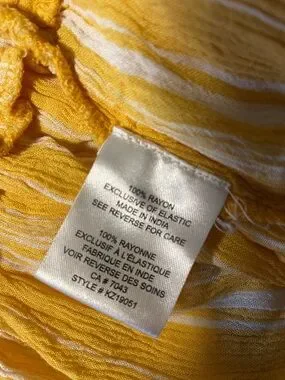 100% RAYON
EXCLUSIVE OF ELASTIC
MADE IN INDIA
SEE REVERSE FOR CARE
100% RAYONNE
EXCLUSIF À L'ÉLASTIQUE
FABRIQUE EN INDE
VOIR REVERSE DES SOINS
CA # 7043
STYLE # KZ19051